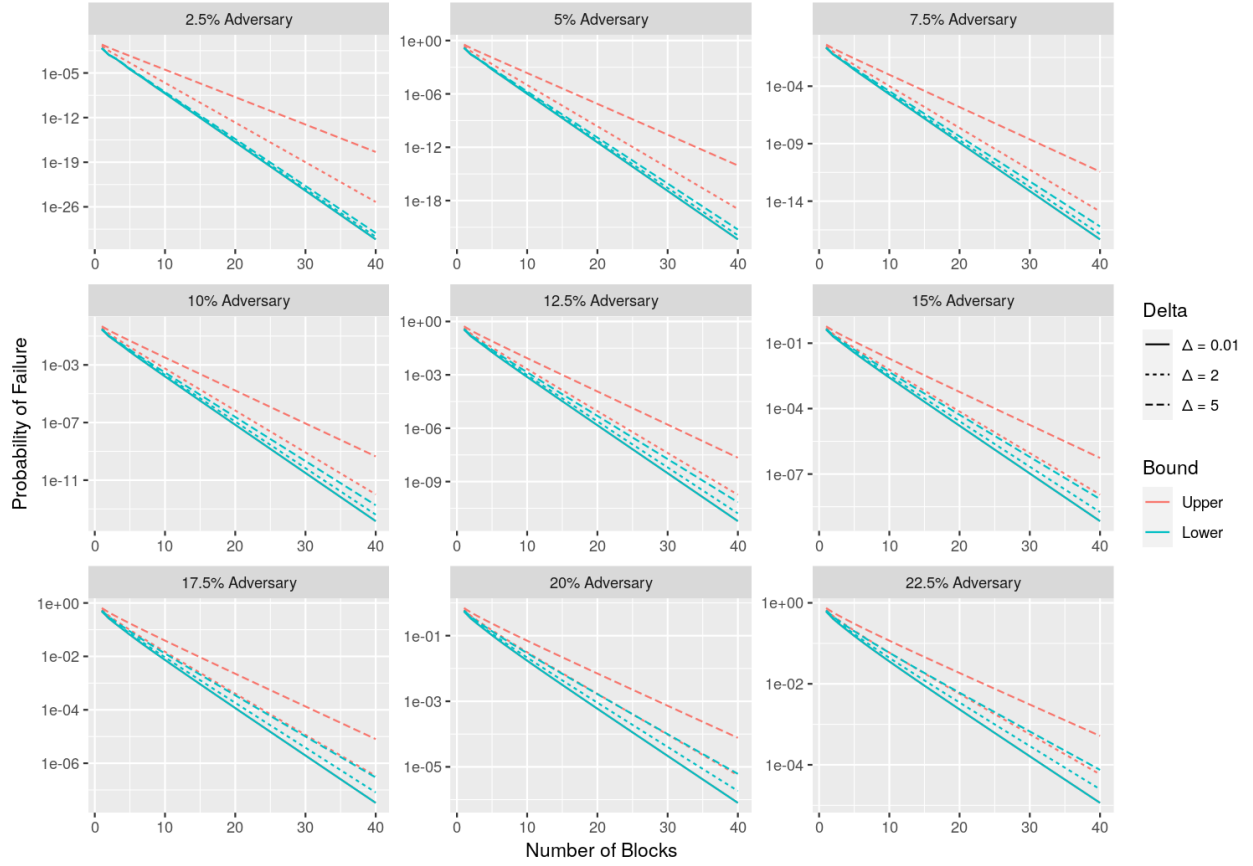 2.5% Adversary
5% Adversary
7.5% Adversary
1e-05
1e-12
1e-19
1e-26
1e+00
1e-06
1e-12
1e-18
1e-04
1e-09
1e-14
0 10 20 30 40
0 10 20 30 40
0 10 20 30 40
10% Adversary
12.5% Adversary
15% Adversary
1e-03
1e-07
1e-11
1e+00
1e-03
1e-06
1e-09
1e-01
1e-04
1e-07
0 10 20 30 40
0 10 20 30 40
0 10 20 30 40
17.5% Adversary
20% Adversary
22.5% Adversary
1e+00
1e-02
1e-04
1e-06
1e-01
1e-03
1e-05
1e+00
1e-02
1e-04
0 10 20 30 40
0 10 20 30 40
0 10 20 30 40
Probability of Failure
Number of Blocks
Delta
Δ = 0.01
Δ = 2
Δ = 5
Bound
Upper
Lower